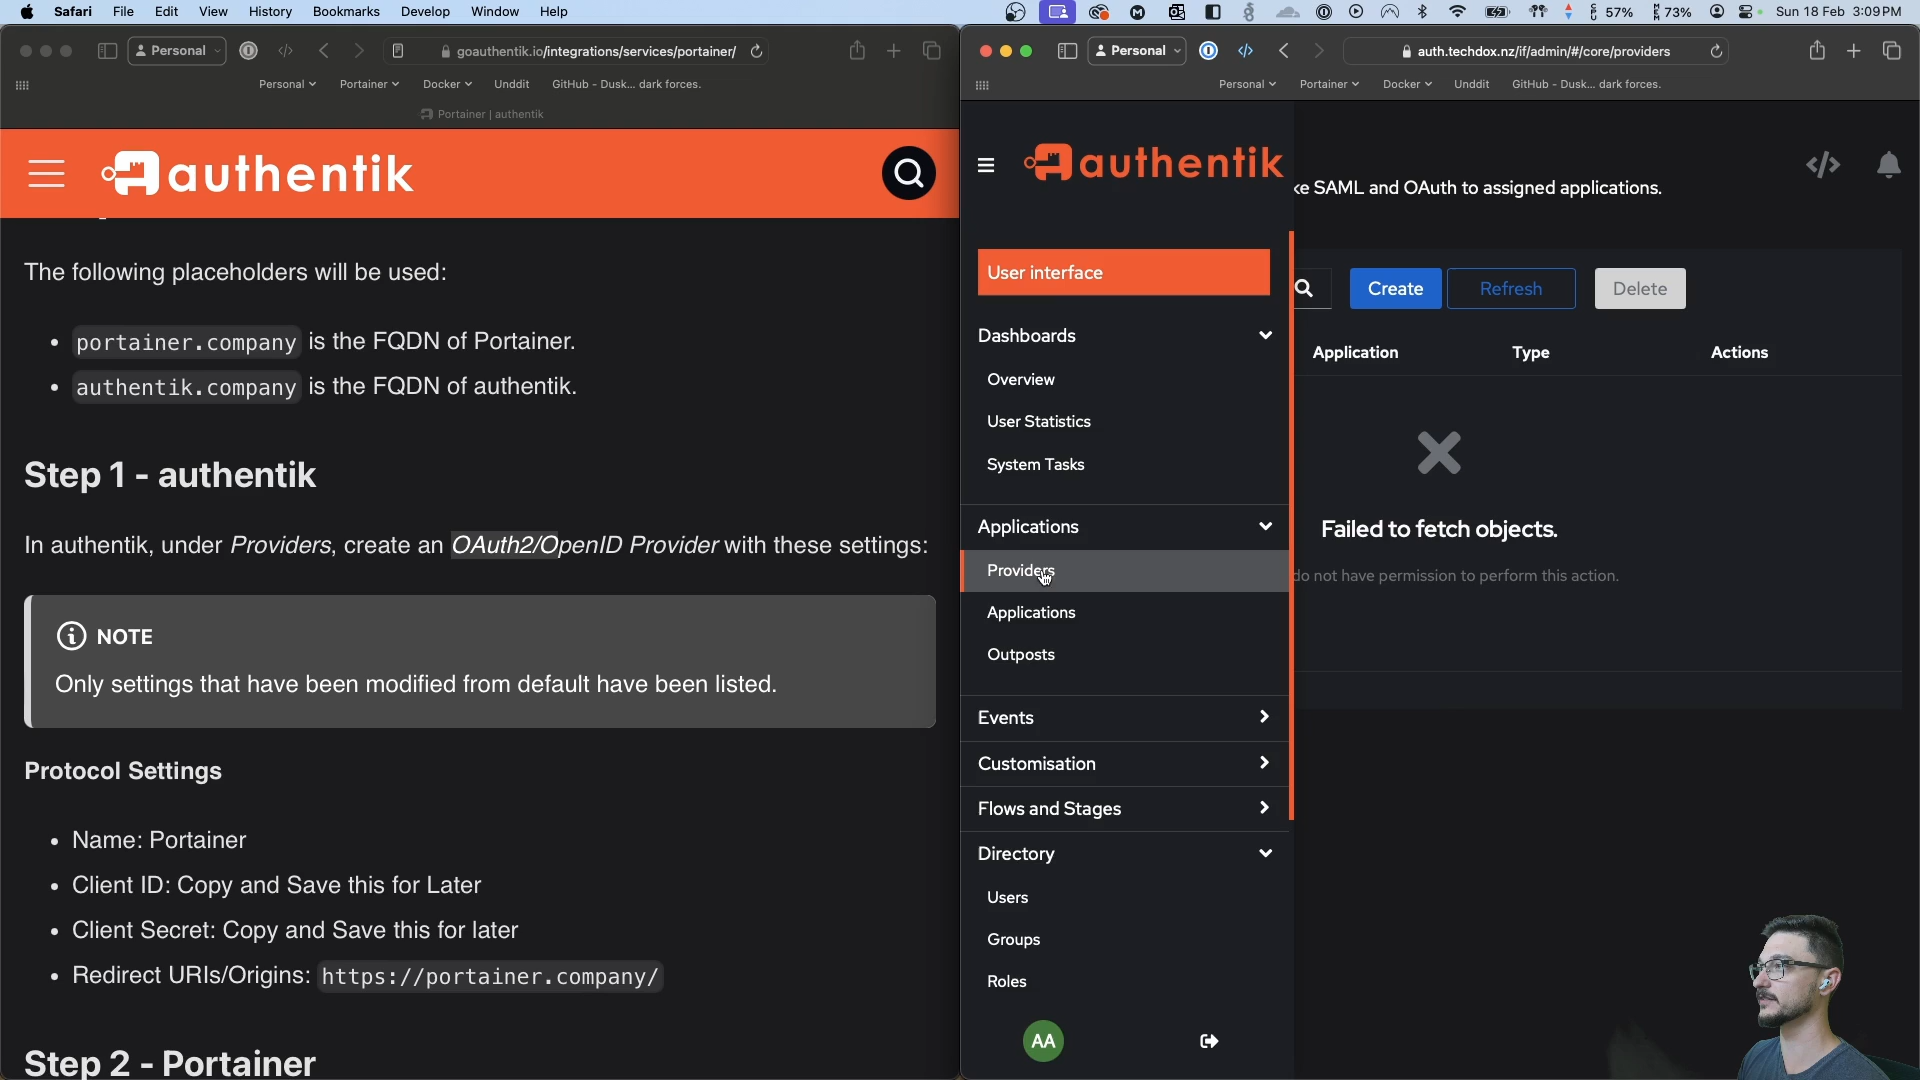 Safari File Edit View History Bookmarks Develop Window Help
57% 73% Sun 18 Feb 3:09 PM
Personal
goauthentik.io/integrations/services/portainer/
Personal Portainer Docker Unddit GitHub - Dusk... dark forces.
Portainer | authentik
authentik
The following placeholders will be used:
• portainer.company is the FQDN of Portainer.
• authentik.company is the FQDN of authentik.
Step 1 - authentik
In authentik, under Providers, create an OAuth2/OpenID Provider with these settings:
NOTE
Only settings that have been modified from default have been listed.
Protocol Settings
• Name: Portainer
• Client ID: Copy and Save this for Later
• Client Secret: Copy and Save this for later
• Redirect URIs/Origins: https://portainer.company/
Step 2 - Portainer
Personal
auth.techdox.nz/if/admin/#/core/providers
Personal Portainer Docker Unddit GitHub - Dusk... dark forces.
authentik
ke SAML and OAuth to assigned applications.
User interface
Dashboards
Overview
User Statistics
System Tasks
Applications
Providers
Applications
Outposts
Events
Customisation
Flows and Stages
Directory
Users
Groups
Roles
AA
Create Refresh Delete
Application Type Actions
Failed to fetch objects.
do not have permission to perform this action.